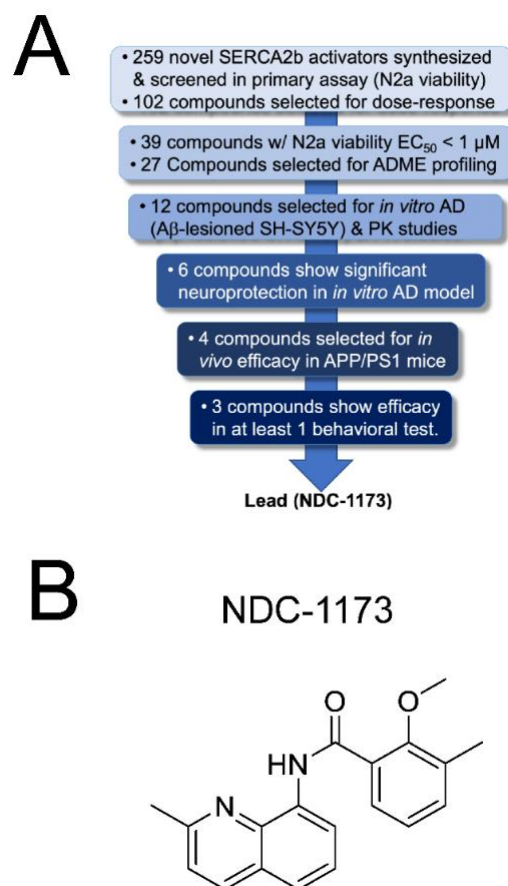 A
• 259 novel SERCA2b activators synthesized
& screened in primary assay (N2a viability)
• 102 compounds selected for dose-response
• 39 compounds w/ N2a viability EC50 < 1 µM
• 27 Compounds selected for ADME profiling
• 12 compounds selected for in vitro AD
(Aβ-lesioned SH-SY5Y) & PK studies
• 6 compounds show significant
neuroprotection in in vitro AD model
• 4 compounds selected for in
vivo efficacy in APP/PS1 mice
• 3 compounds show efficacy
in at least 1 behavioral test.
Lead (NDC-1173)
B
NDC-1173
O
O
HN
N